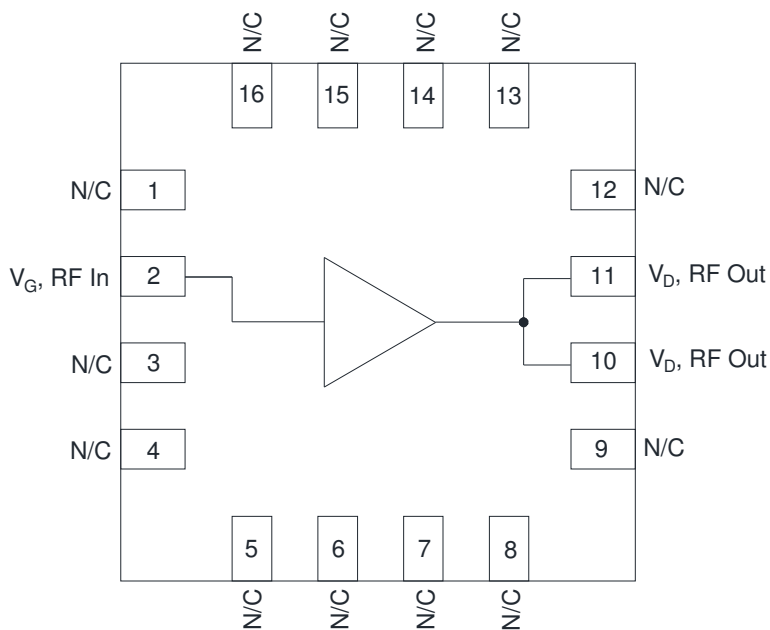 N/C N/C N/C N/C
16 15 14 13
N/C 1 12 N/C
V_G, RF In 2 11 V_D, RF Out
N/C 3 10 V_D, RF Out
N/C 4 9 N/C
5 6 7 8
N/C N/C N/C N/C